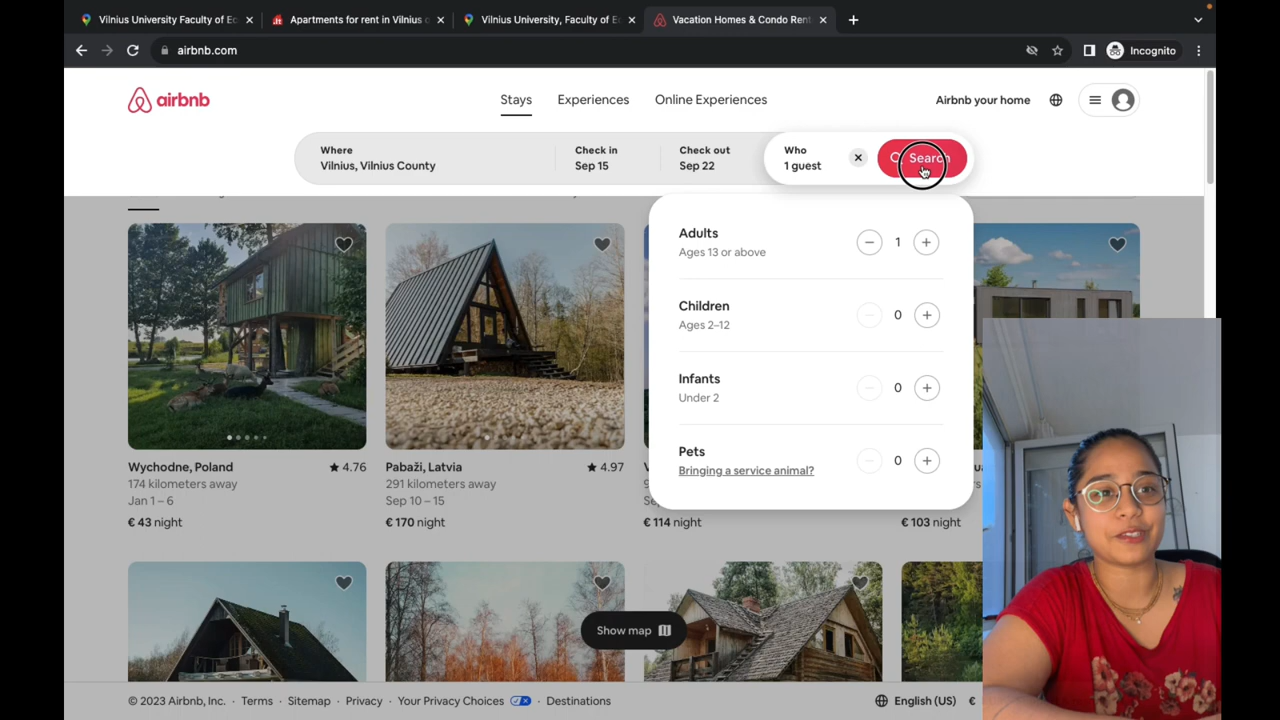 Vilnius University Faculty of Ec
Apartments for rent in Vilnius
Vilnius University, Faculty of Ec
Vacation Homes & Condo Rent
airbnb.com
Incognito
airbnb
Stays
Experiences
Online Experiences
Airbnb your home
Where
Vilnius, Vilnius County
Check in
Sep 15
Check out
Sep 22
Who
1 guest
Search
Adults
Ages 13 or above
1
Children
Ages 2–12
0
Infants
Under 2
0
Pets
Bringing a service animal?
0
Wychodne, Poland
4.76
174 kilometers away
Jan 1 – 6
€ 43 night
Pabaži, Latvia
4.97
291 kilometers away
Sep 10 – 15
€ 170 night
€ 114 night
€ 103 night
Show map
© 2023 Airbnb, Inc. · Terms · Sitemap · Privacy · Your Privacy Choices · Destinations
English (US)
€